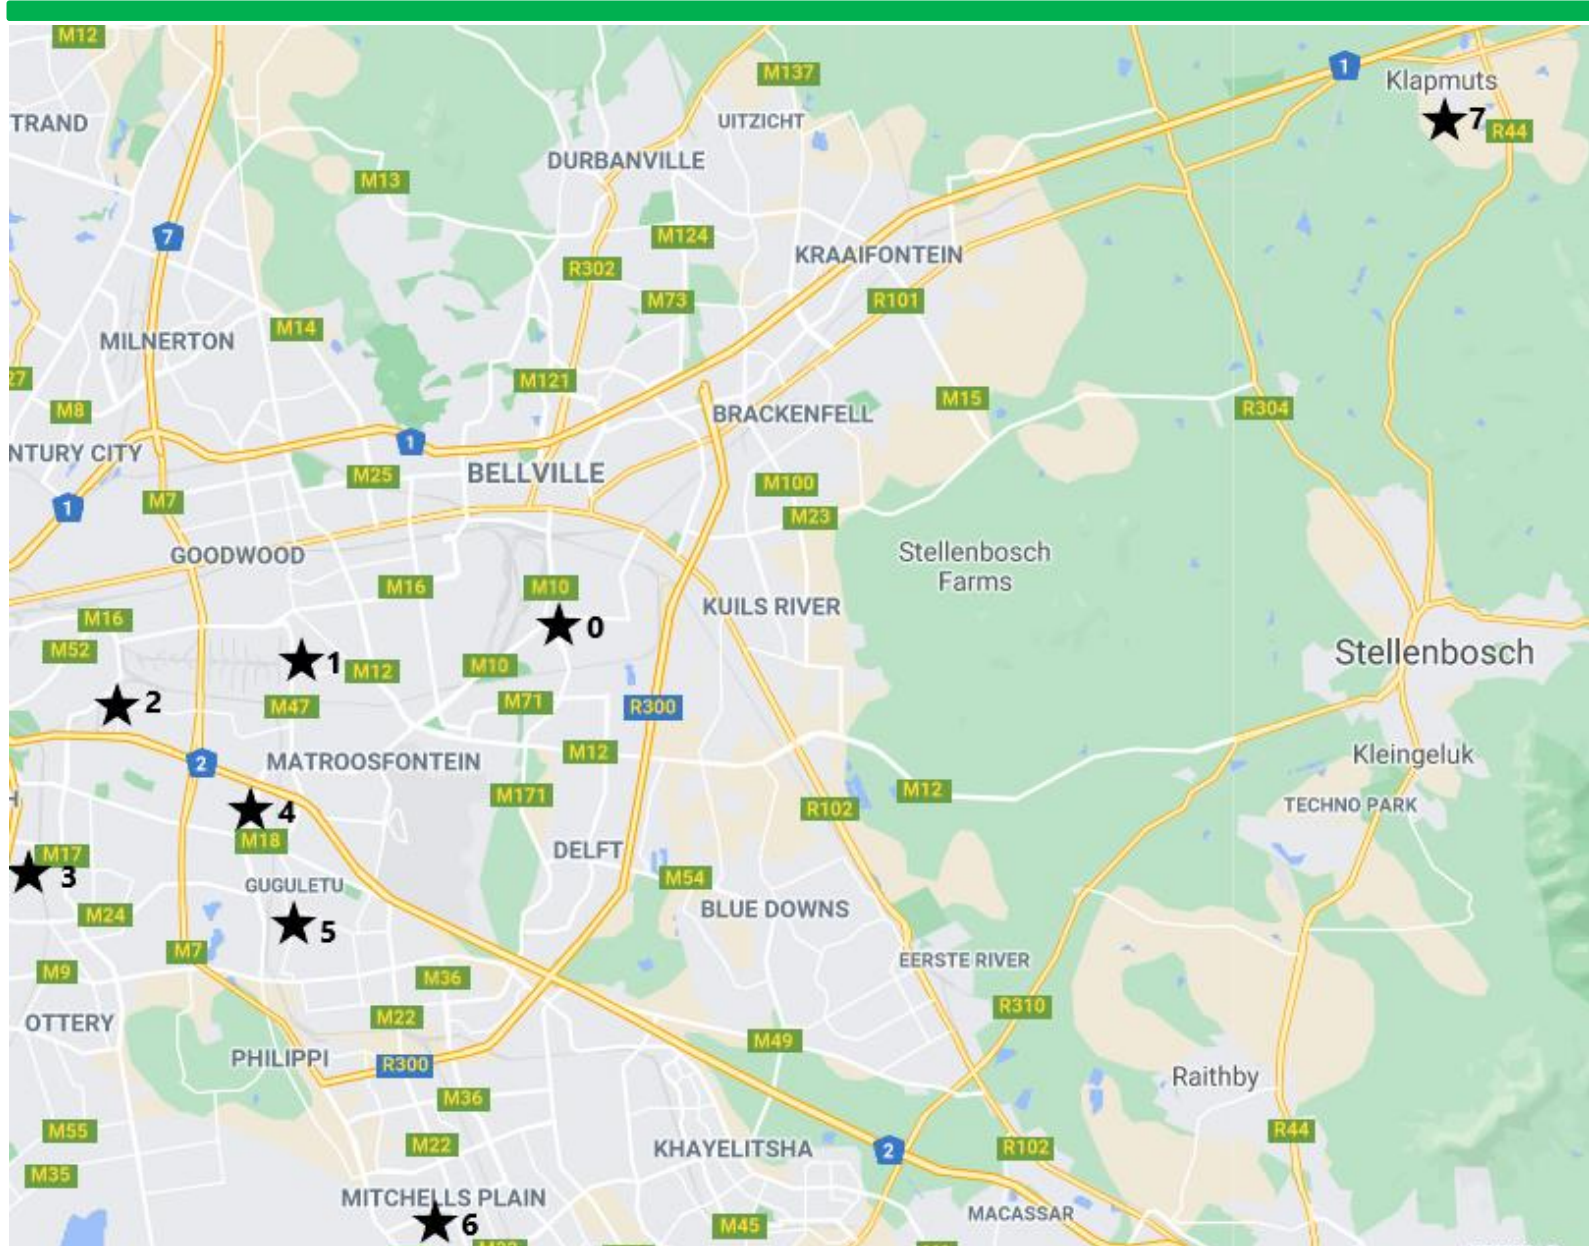 M12
1
Klapmuts
7
R44
M137
UITZICHT
TRAND
DURBANVILLE
M13
7
M124
KRAAIFONTEIN
R302
M73
R101
M14
MILNERTON
27
M121
M8
M15
R304
BRACKENFELL
1
NTURY CITY
BELLVILLE
M25
M100
1
M7
M23
GOODWOOD
Stellenbosch
Farms
M16
M10
KUILS RIVER
M16
0
M52
1
M12
M10
Stellenbosch
2
M47
M71
R300
2
MATROOSFONTEIN
M12
Kleingeluk
M171
M12
H
4
R102
TECHNO PARK
M18
M17
DELFT
3
GUGULETU
M54
M24
5
BLUE DOWNS
M7
M9
M36
EERSTE RIVER
R310
OTTERY
M22
M49
PHILIPPI
R300
Raithby
M36
M55
M22
KHAYELITSHA
2
R102
R44
M35
MITCHELLS PLAIN
6
M45
MACASSAR